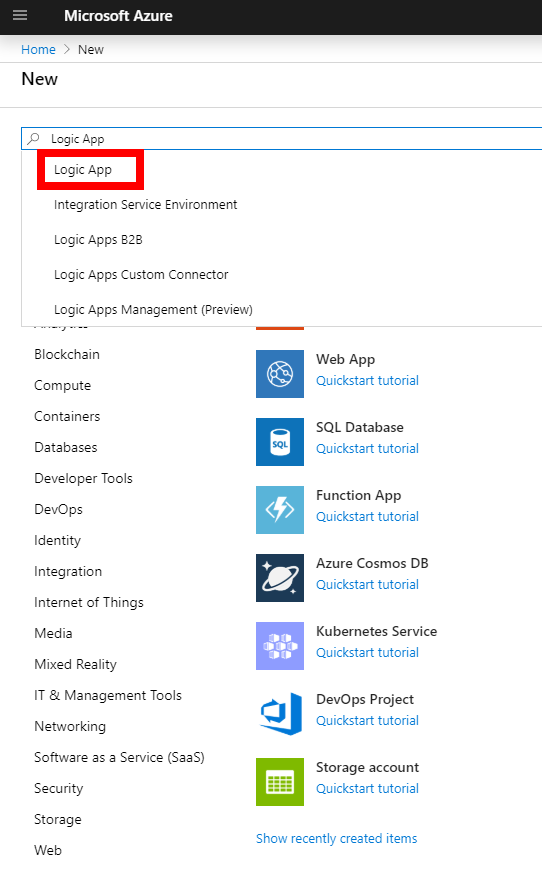 Microsoft Azure
Home > New
New
Logic App
Logic App
Integration Service Environment
Logic Apps B2B
Logic Apps Custom Connector
Logic Apps Management (Preview)
Analytics
Blockchain
Compute
Containers
Databases
Developer Tools
DevOps
Identity
Integration
Internet of Things
Media
Mixed Reality
IT & Management Tools
Networking
Software as a Service (SaaS)
Security
Storage
Web
Web App
Quickstart tutorial
SQL
SQL Database
Quickstart tutorial
Function App
Quickstart tutorial
Azure Cosmos DB
Quickstart tutorial
Kubernetes Service
Quickstart tutorial
DevOps Project
Quickstart tutorial
Storage account
Quickstart tutorial
Show recently created items